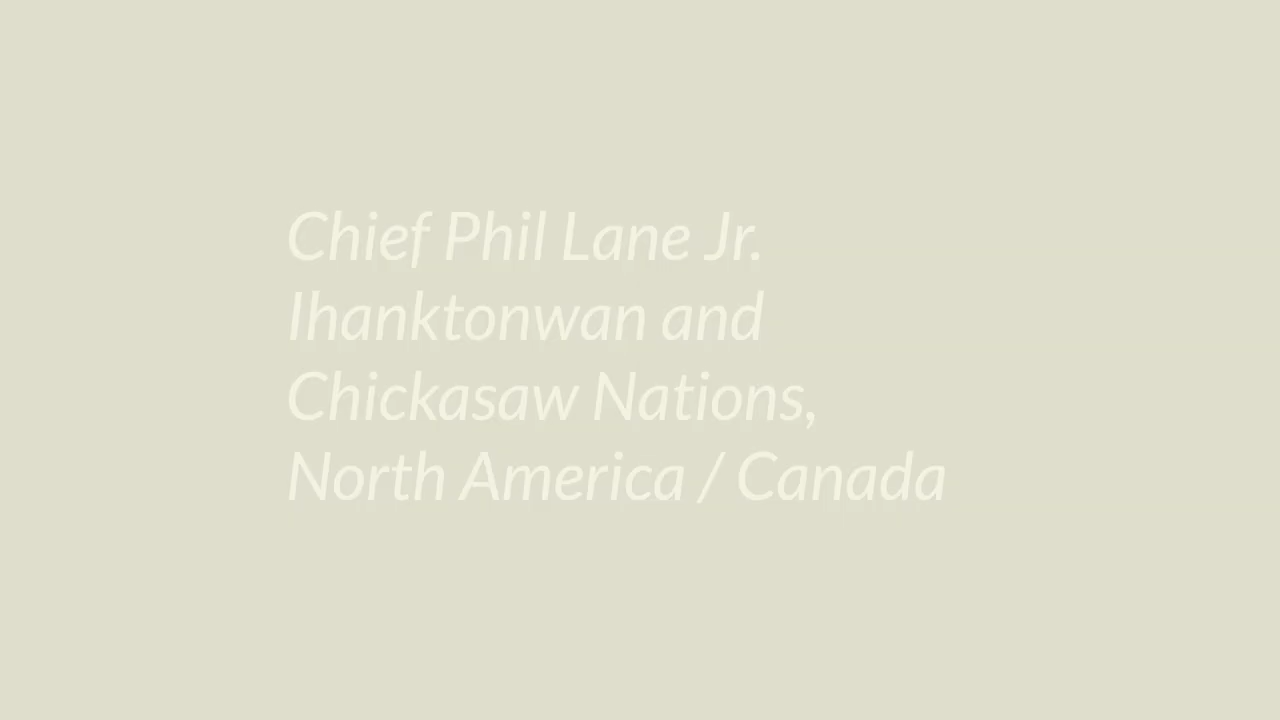 Chief Phil Lane Jr.
Ihanktonwan and
Chickasaw Nations,
North America / Canada